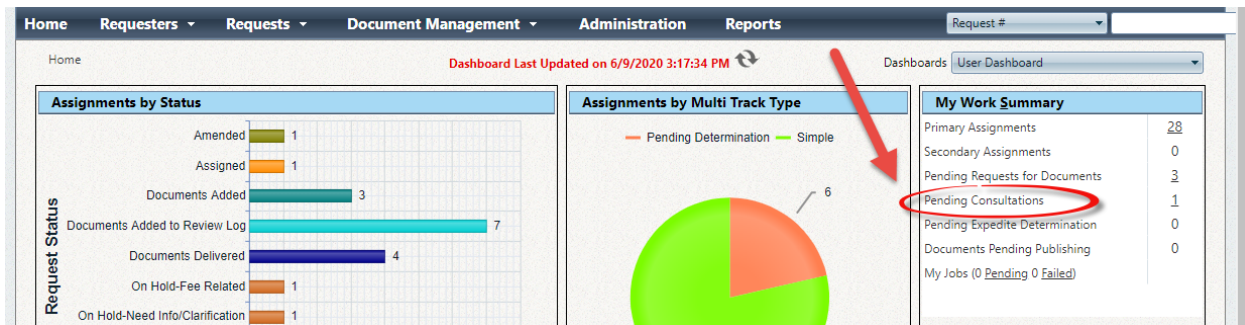 Home Requesters Requests Document Management Administration Reports Request #
Home Dashboard Last Updated on 6/9/2020 3:17:34 PM Dashboards User Dashboard
Assignments by Status
Request Status
Amended 1
Assigned 1
Documents Added 3
Documents Added to Review Log 7
Documents Delivered 4
On Hold-Fee Related 1
On Hold-Need Info/Clarification 1
Assignments by Multi Track Type
Pending Determination Simple
6
My Work Summary
Primary Assignments 28
Secondary Assignments 0
Pending Requests for Documents 3
Pending Consultations 1
Pending Expedite Determination 0
Documents Pending Publishing 0
My Jobs (0 Pending 0 Failed)